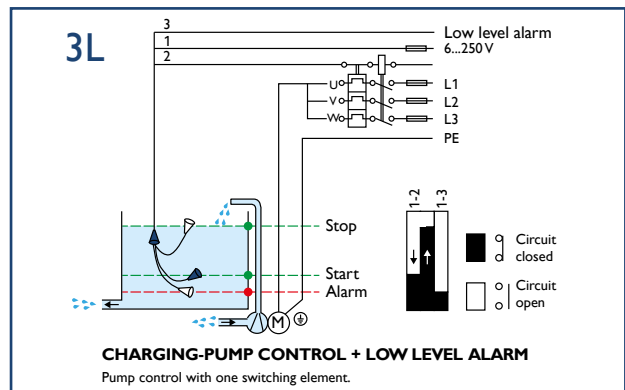 3L
3
Low level alarm
1
6...250 V
2
U
L1
V
L2
W
L3
PE
1-2
1-3
Stop
Circuit
closed
Start
Alarm
Circuit
open
M
CHARGING-PUMP CONTROL + LOW LEVEL ALARM
Pump control with one switching element.